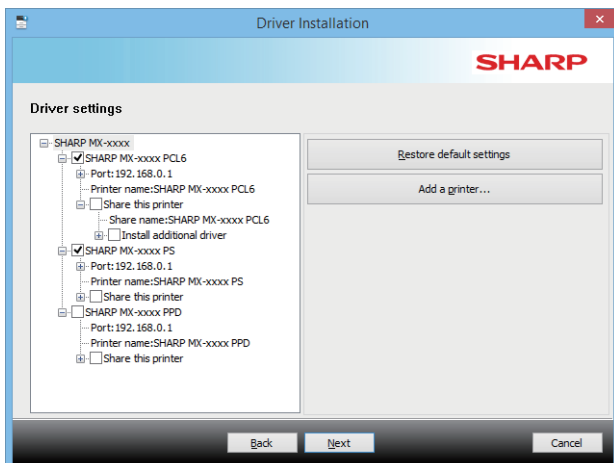 Driver Installation
SHARP
Driver settings
SHARP MX-xxxx
SHARP MX-xxxx PCL6
Port:192.168.0.1
Printer name:SHARP MX-xxxx PCL6
Share this printer
Share name:SHARP MX-xxxx PCL6
Install additional driver
SHARP MX-xxxx PS
Port:192.168.0.1
Printer name:SHARP MX-xxxx PS
Share this printer
SHARP MX-xxxx PPD
Port:192.168.0.1
Printer name:SHARP MX-xxxx PPD
Share this printer
Restore default settings
Add a printer...
Back
Next
Cancel